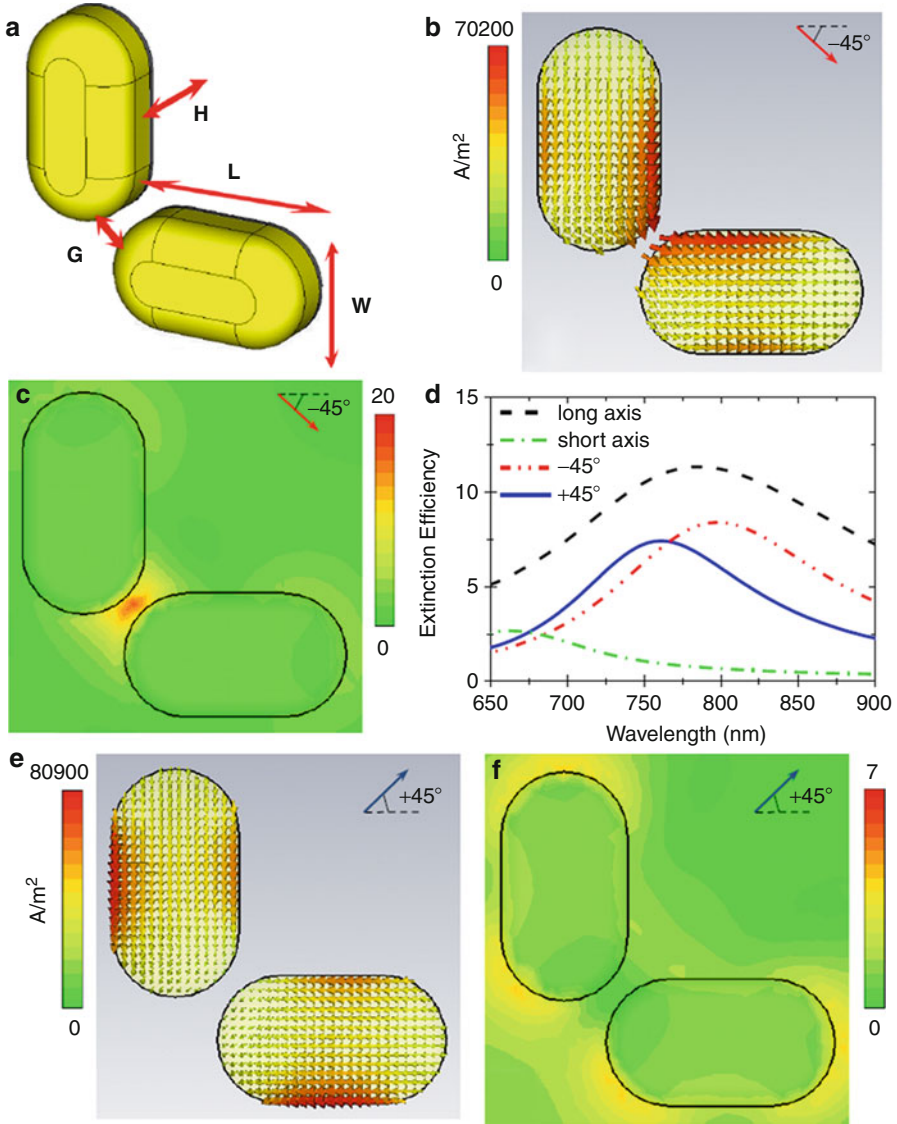 a
H
L
G
W
b
70200
A/m²
0
−45°
c
−45°
20
0
d
15
10
5
0
long axis
short axis
−45°
+45°
Extinction Efficiency
650 700 750 800 850 900
Wavelength (nm)
e
80900
A/m²
0
+45°
f
+45°
7
0